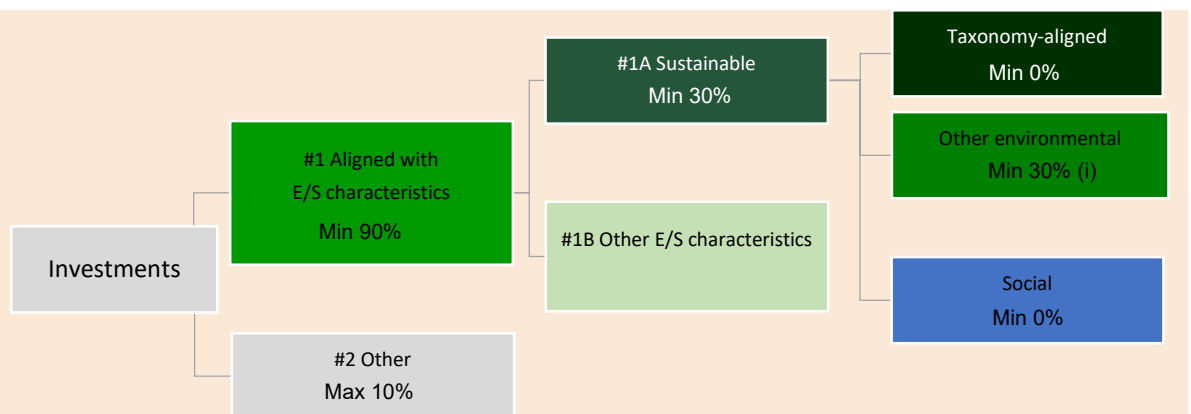 Investments
#1 Aligned with
E/S characteristics
Min 90%
#2 Other
Max 10%
#1A Sustainable
Min 30%
#1B Other E/S characteristics
Taxonomy-aligned
Min 0%
Other environmental
Min 30% (i)
Social
Min 0%